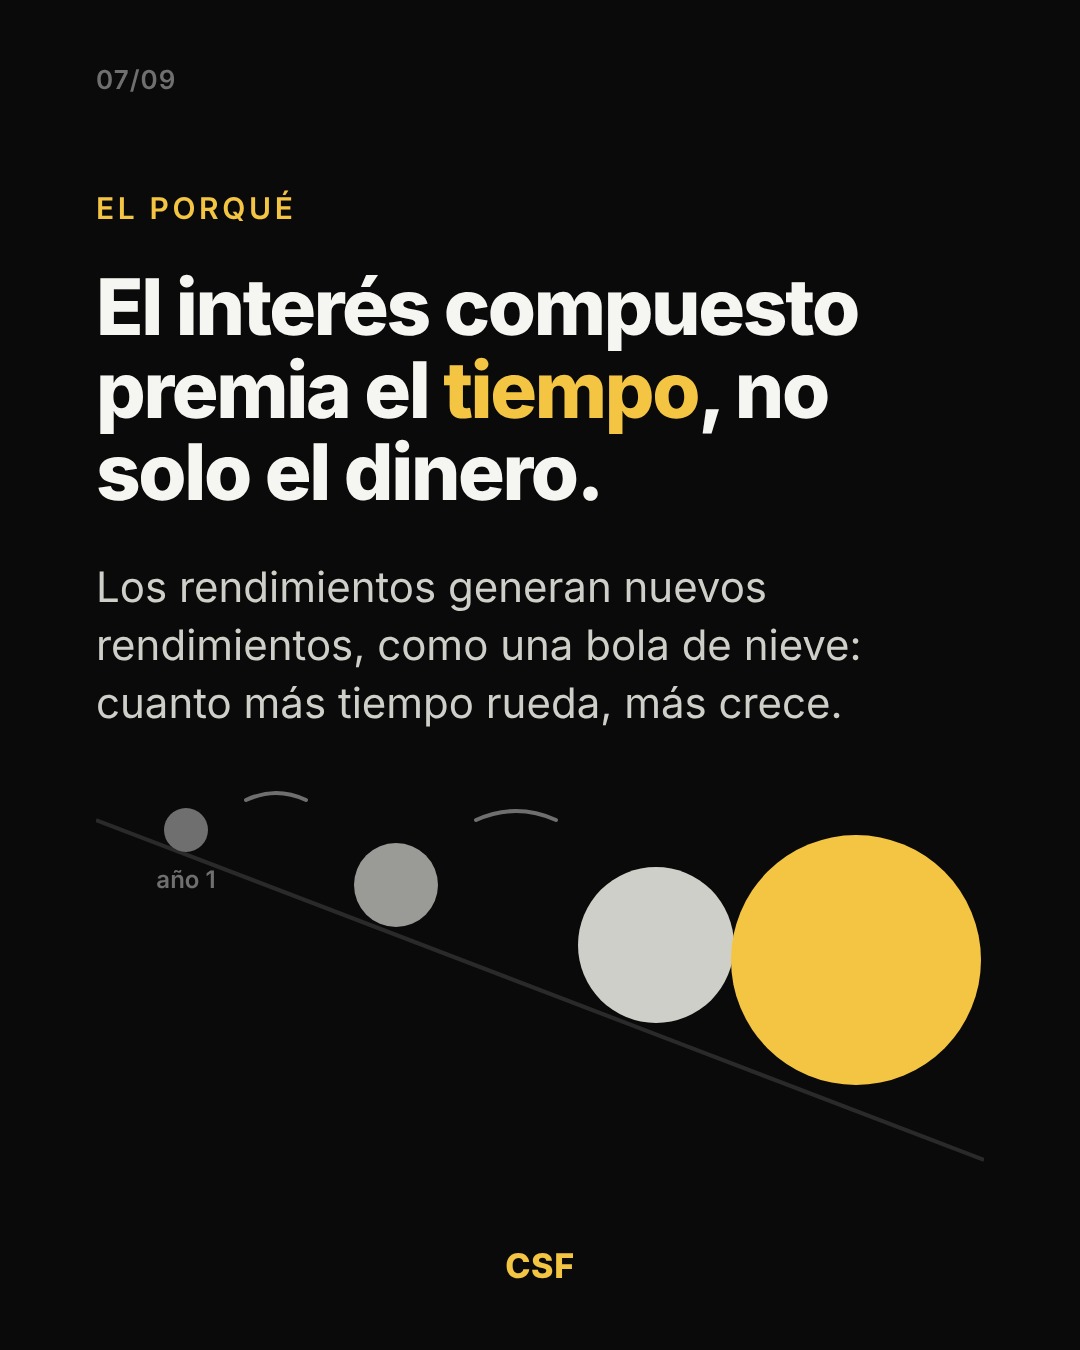 07/09
EL PORQUÉ
El interés compuesto
premia el tiempo, no
solo el dinero.
Los rendimientos generan nuevos
rendimientos, como una bola de nieve:
cuanto más tiempo rueda, más crece.
año 1
CSF